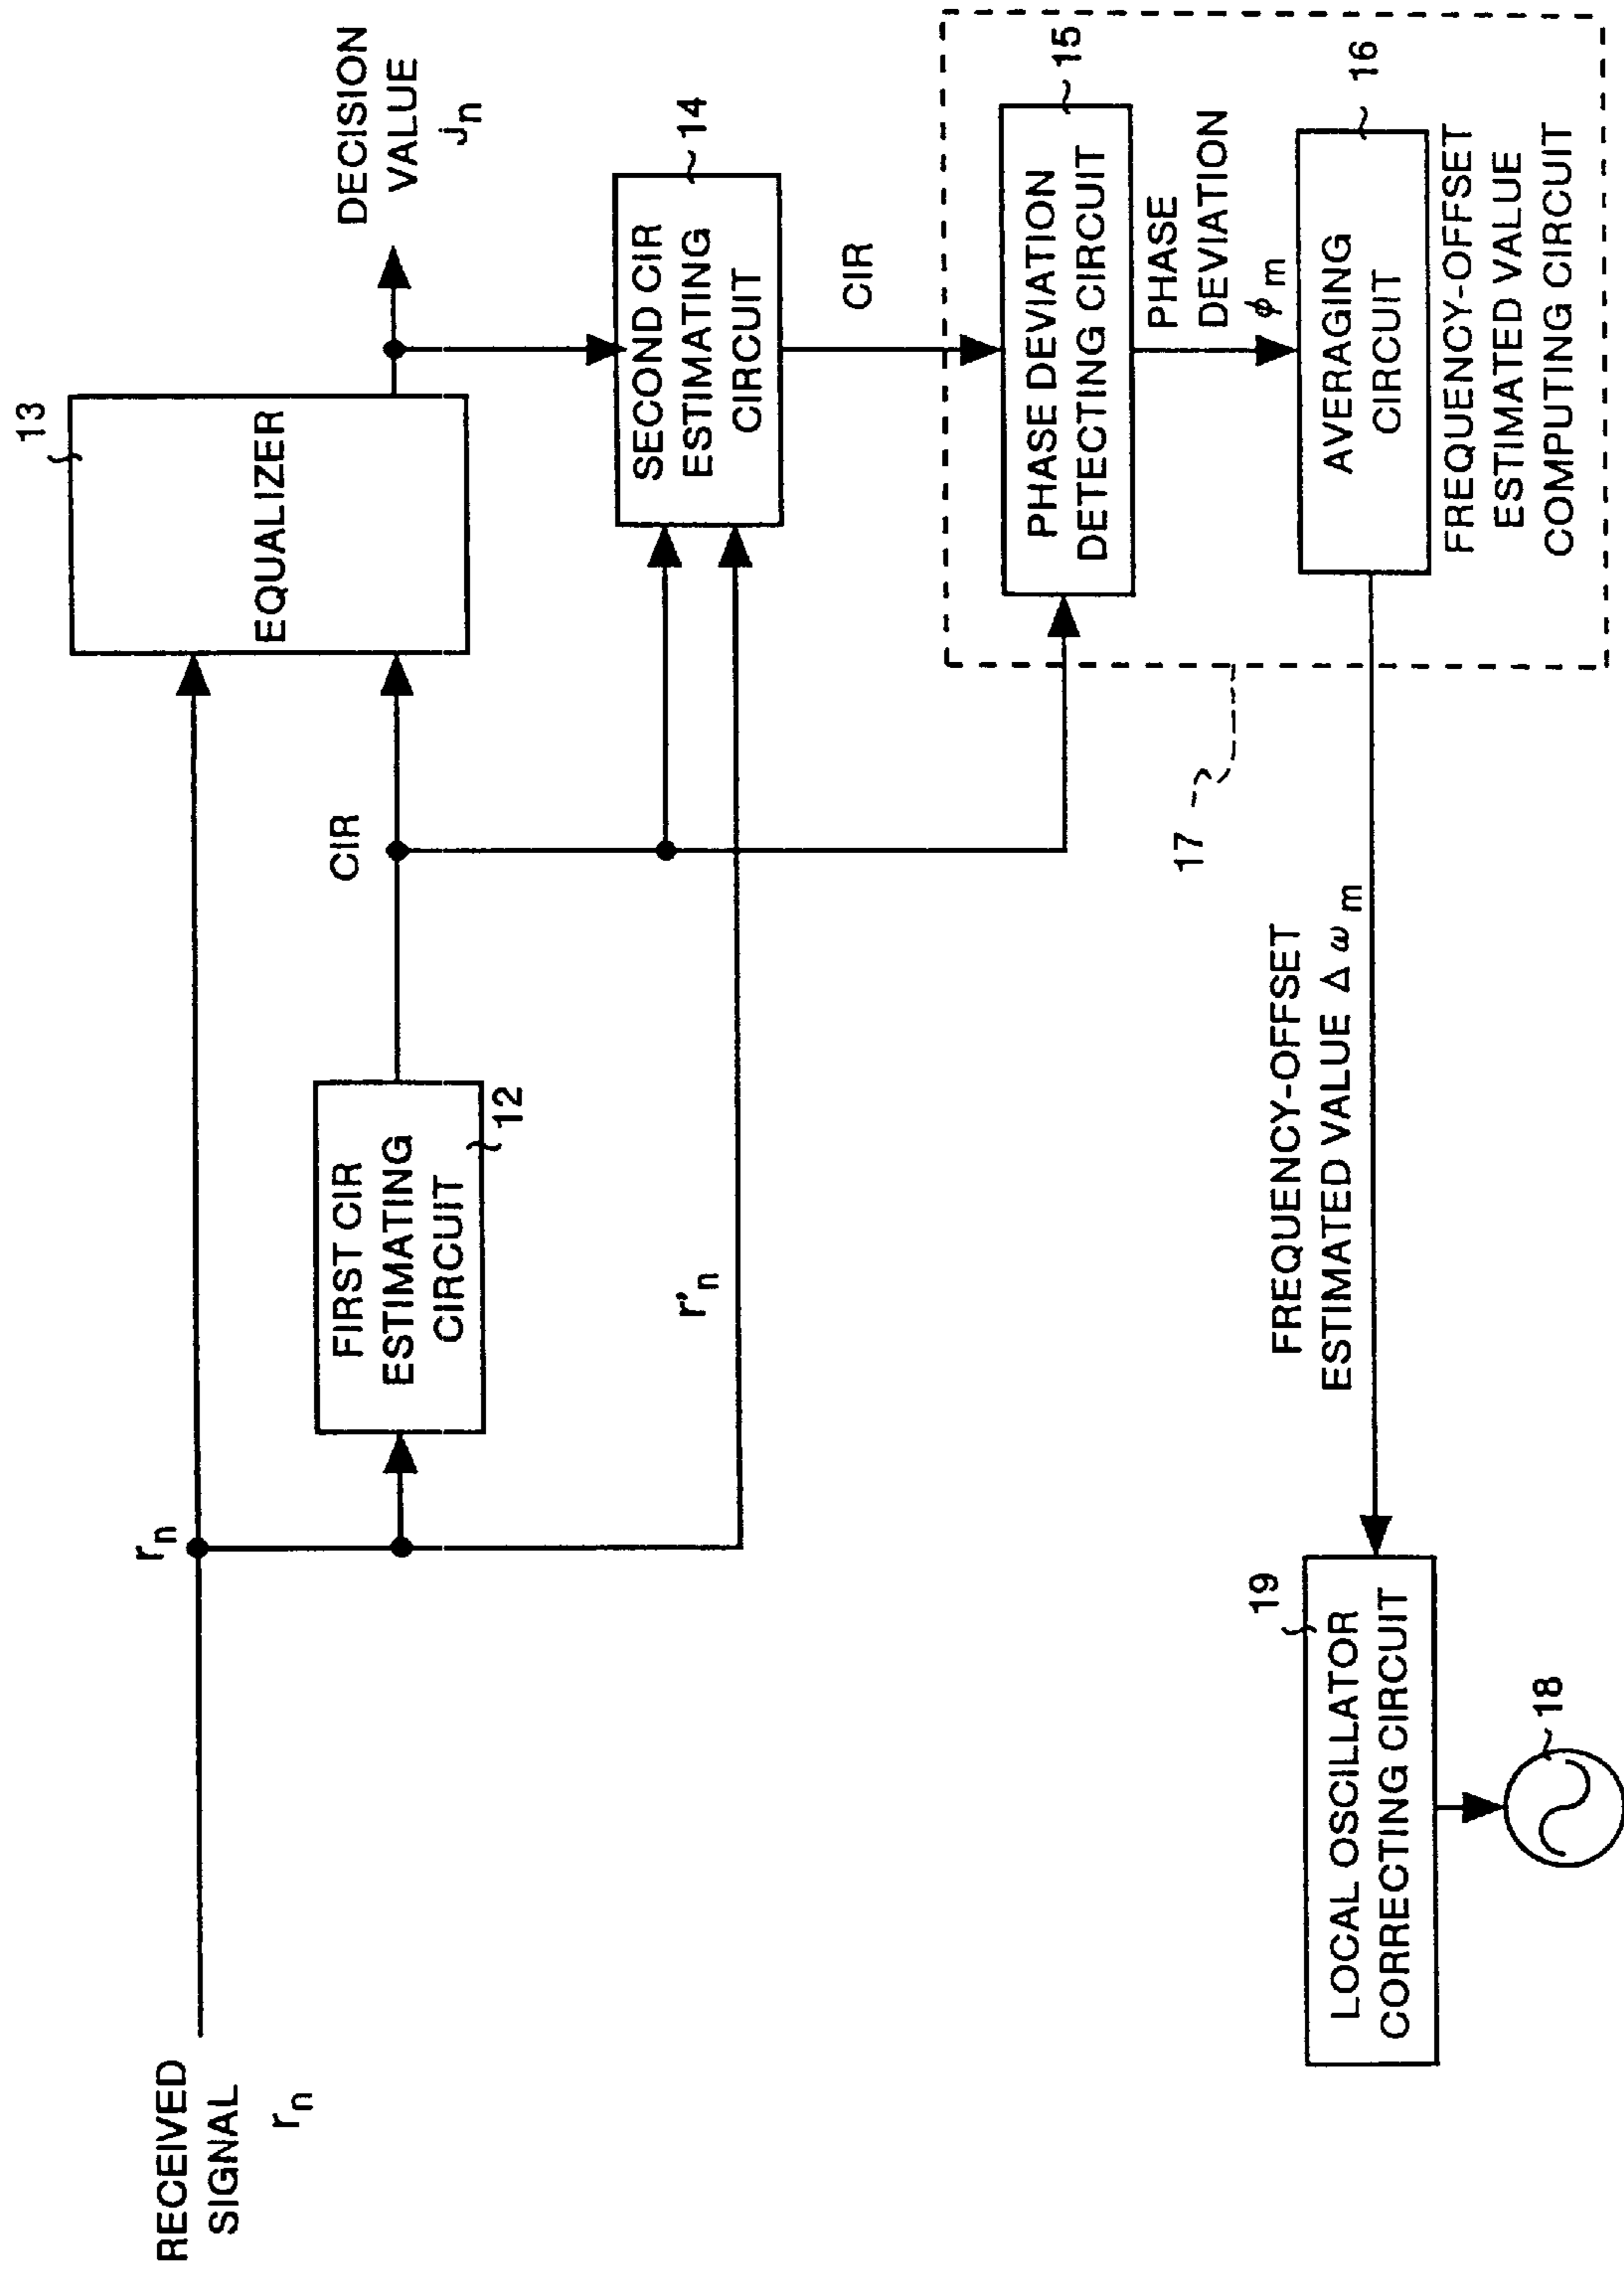 RECEIVED
SIGNAL
rn
rn
FIRST CIR
ESTIMATING
CIRCUIT
12
CIR
r'n
13
EQUALIZER
DECISION
VALUE
jn
SECOND CIR
ESTIMATING
CIRCUIT
14
CIR
PHASE DEVIATION
DETECTING CIRCUIT
15
PHASE
DEVIATION
ϕm
AVERAGING
CIRCUIT
16
FREQUENCY-OFFSET
ESTIMATED VALUE
COMPUTING CIRCUIT
17
FREQUENCY-OFFSET
ESTIMATED VALUE Δωm
19
LOCAL OSCILLATOR
CORRECTING CIRCUIT
18